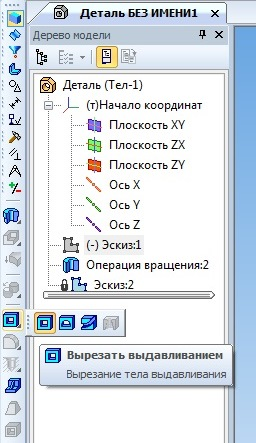 Деталь БЕЗ ИМЕНИ1
Дерево модели
Деталь (Тел-1)
(т)Начало координат
Плоскость XY
Плоскость ZX
Плоскость ZY
Ось X
Ось Y
Ось Z
(-) Эскиз:1
Операция вращения:2
Эскиз:2
Вырезать выдавливанием
Вырезание тела выдавливания